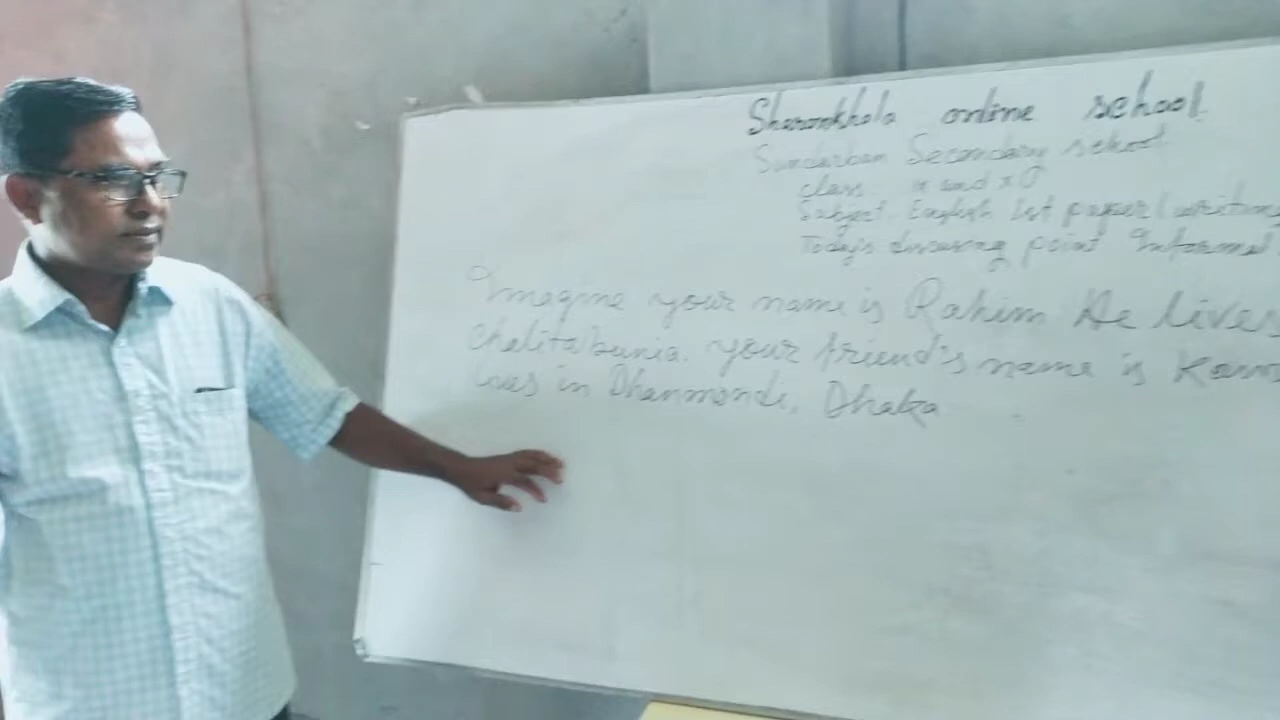 Sharonkhola online school
Sundarban Secondary school
class ix and x
Subject. English 1st paper (writing
Today's discussing point Informal
Imagine your name is Rahim He lives
Chalitabunia. your friend's name is
lives in Dhanmondi, Dhaka